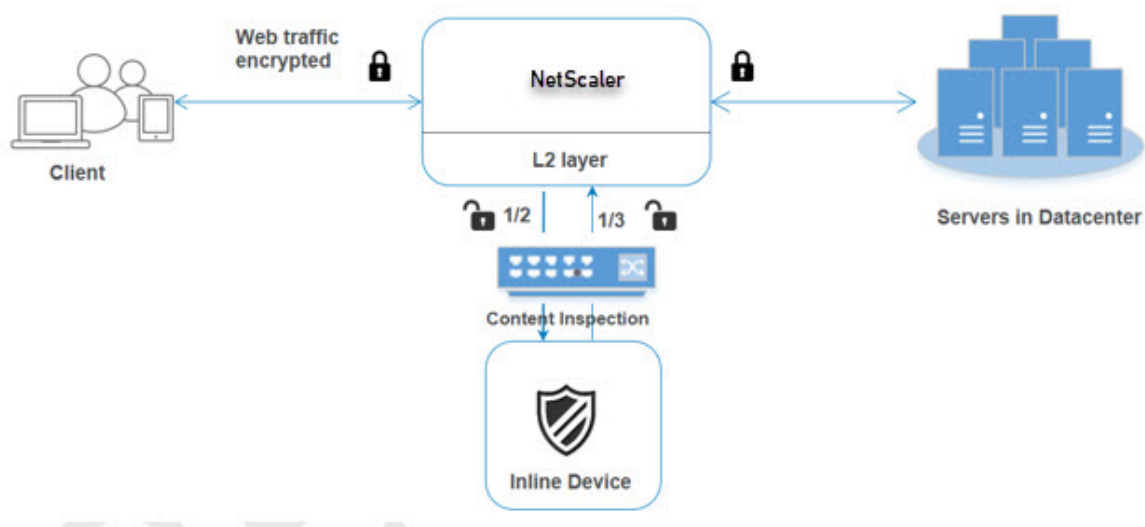 Web traffic
encrypted
NetScaler
L2 layer
Client
1/2
1/3
Servers in Datacenter
Content Inspection
Inline Device